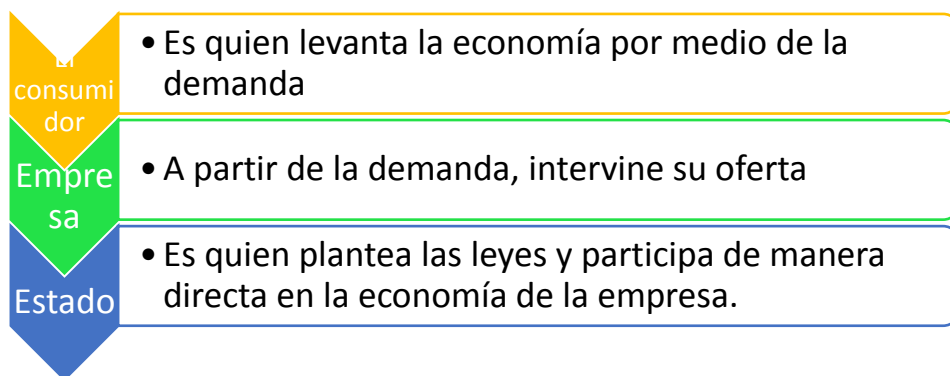 El
consumi
dor
• Es quien levanta la economía por medio de la
demanda
Empre
sa
• A partir de la demanda, intervine su oferta
Estado
• Es quien plantea las leyes y participa de manera
directa en la economía de la empresa.